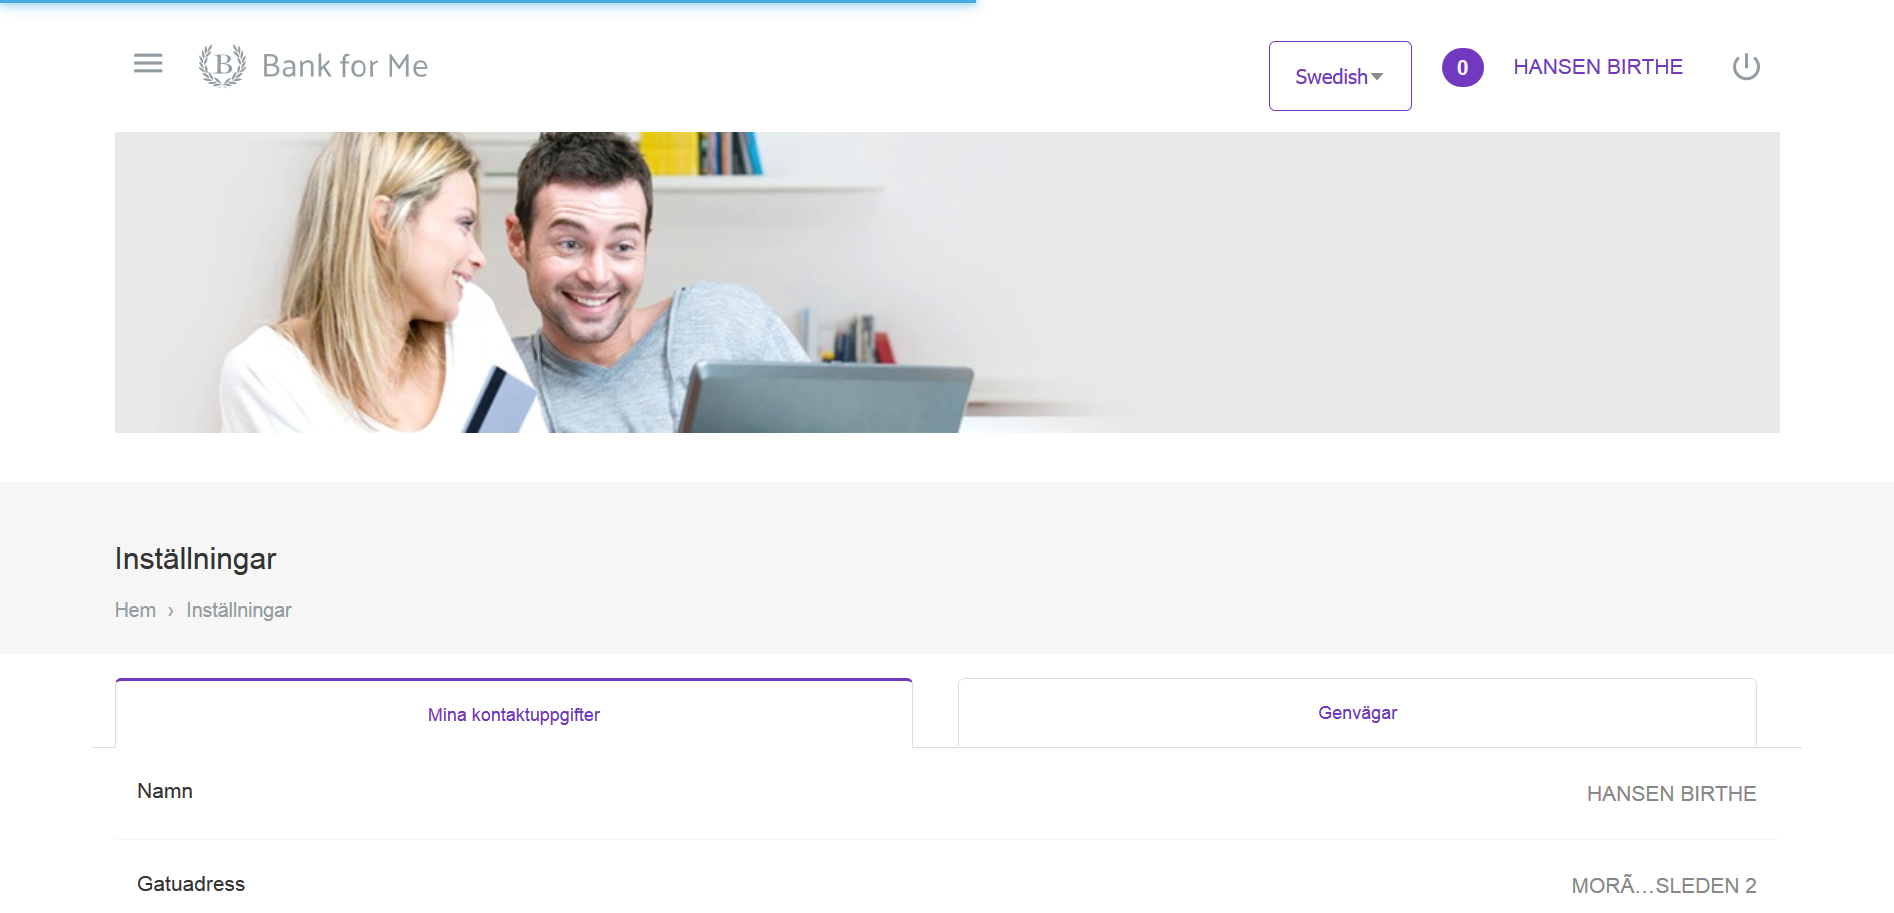 B Bank for Me
Swedish
0
HANSEN BIRTHE
Inställningar
Hem › Inställningar
Mina kontaktuppgifter
Genvägar
Namn
HANSEN BIRTHE
Gatuadress
MORÃ…SLEDEN 2